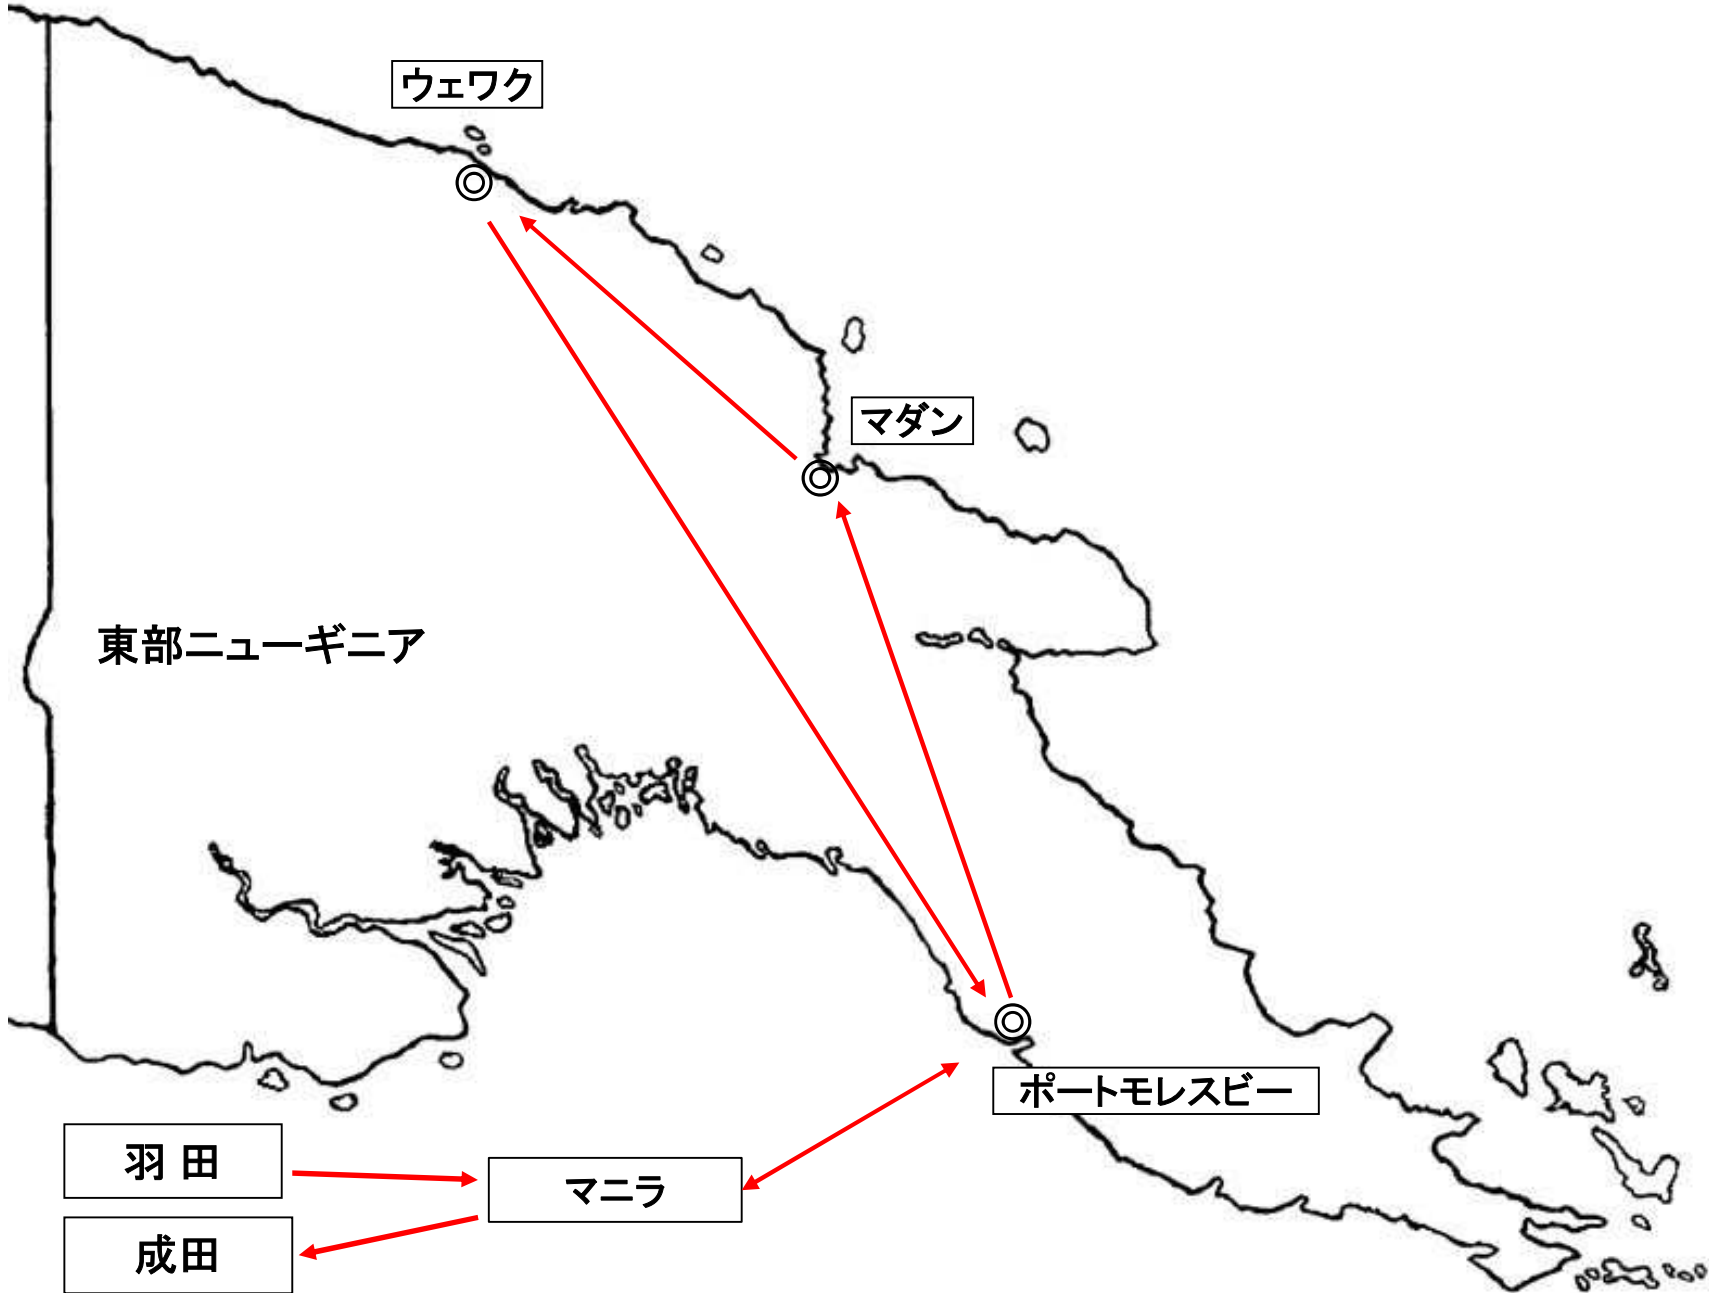 ウェワク
マダン
東部ニューギニア
ポートモレスビー
羽 田
マニラ
成田